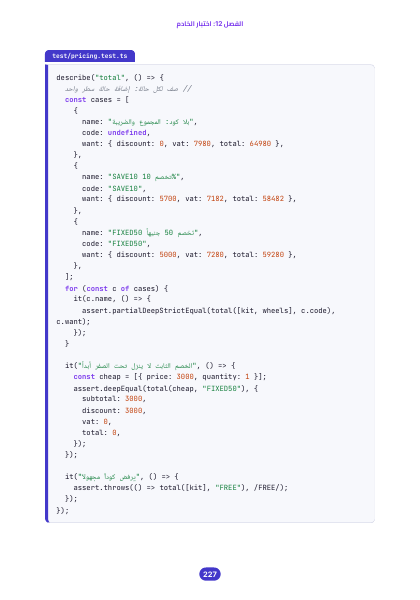 الفصل 12: اختبار الخادم
test/pricing.test.ts
describe("total", () => {
// صف لكل حالة: إضافة حالة سطر واحد
const cases = [
{
name: "بلا كود: المجموع والضريبة",
code: undefined,
want: { discount: 0, vat: 7980, total: 64980 },
},
{
name: "SAVE10 تخصم 10%",
code: "SAVE10",
want: { discount: 5700, vat: 7182, total: 58482 },
},
{
name: "FIXED50 تخصم 50 جنيهاً",
code: "FIXED50",
want: { discount: 5000, vat: 7280, total: 59280 },
},
];
for (const c of cases) {
it(c.name, () => {
assert.partialDeepStrictEqual(total([kit, wheels], c.code),
c.want);
});
}
it("الخصم الثابت لا ينزل تحت الصفر أبداً", () => {
const cheap = [{ price: 3000, quantity: 1 }];
assert.deepEqual(total(cheap, "FIXED50"), {
subtotal: 3000,
discount: 3000,
vat: 0,
total: 0,
});
});
it("يرفض كوداً مجهولاً", () => {
assert.throws(() => total([kit], "FREE"), /FREE/);
});
});
227